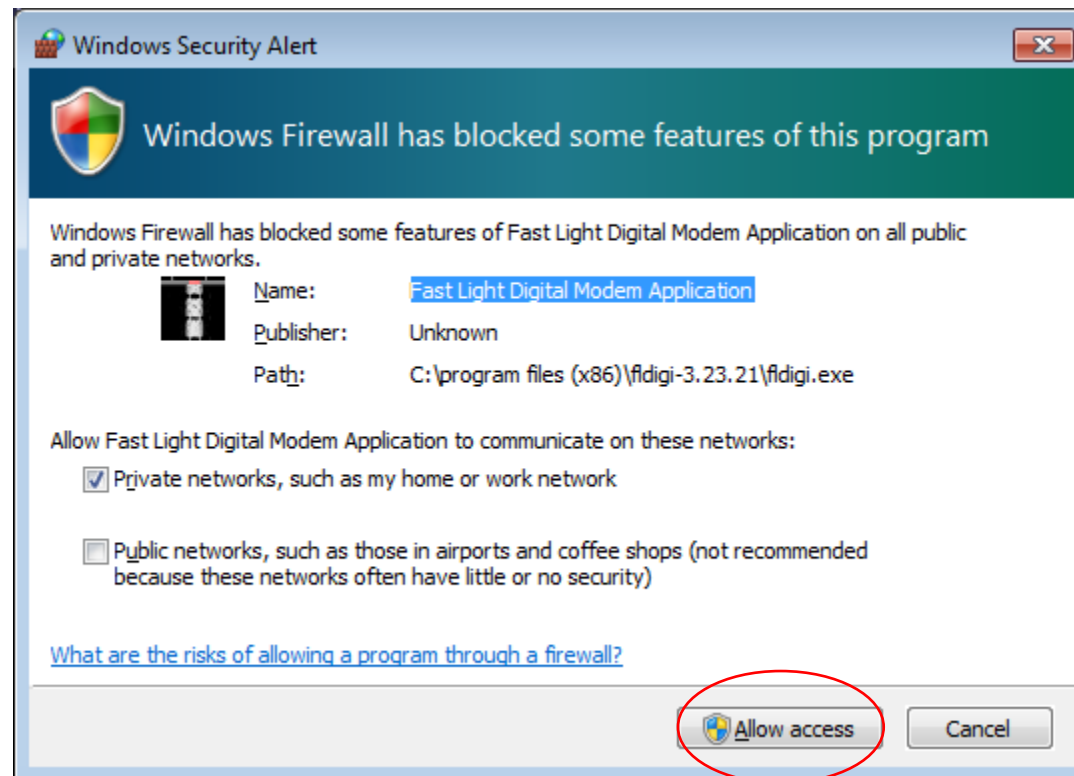 Windows Security Alert
Windows Firewall has blocked some features of this program
Windows Firewall has blocked some features of Fast Light Digital Modem Application on all public
and private networks.
Name: Fast Light Digital Modem Application
Publisher: Unknown
Path: C:\program files (x86)\fldigi-3.23.21\fldigi.exe
Allow Fast Light Digital Modem Application to communicate on these networks:
Private networks, such as my home or work network
Public networks, such as those in airports and coffee shops (not recommended
because these networks often have little or no security)
What are the risks of allowing a program through a firewall?
Allow access Cancel